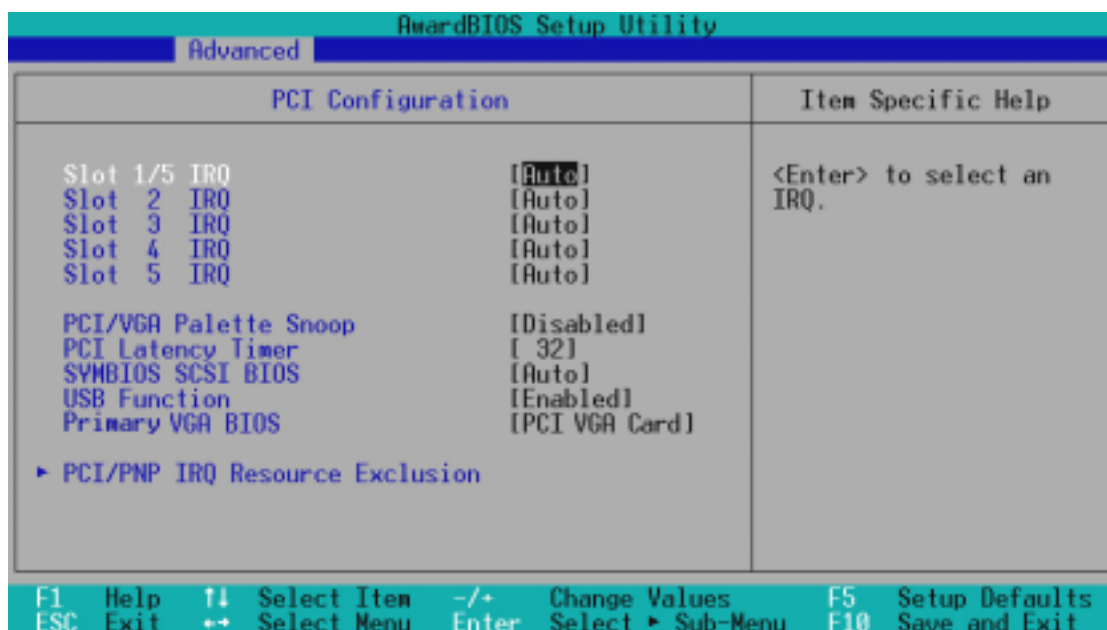 AwardBIOS Setup Utility
Advanced
PCI Configuration
Item Specific Help
Slot 1/5 IRQ [Auto]
Slot 2 IRQ [Auto]
Slot 3 IRQ [Auto]
Slot 4 IRQ [Auto]
Slot 5 IRQ [Auto]
PCI/VGA Palette Snoop [Disabled]
PCI Latency Timer [ 32]
SYMBIOS SCSI BIOS [Auto]
USB Function [Enabled]
Primary VGA BIOS [PCI VGA Card]
► PCI/PNP IRQ Resource Exclusion
<Enter> to select an
IRQ.
F1 Help ↑↓ Select Item -/+ Change Values F5 Setup Defaults
ESC Exit ←→ Select Menu Enter Select ► Sub-Menu F10 Save and Exit